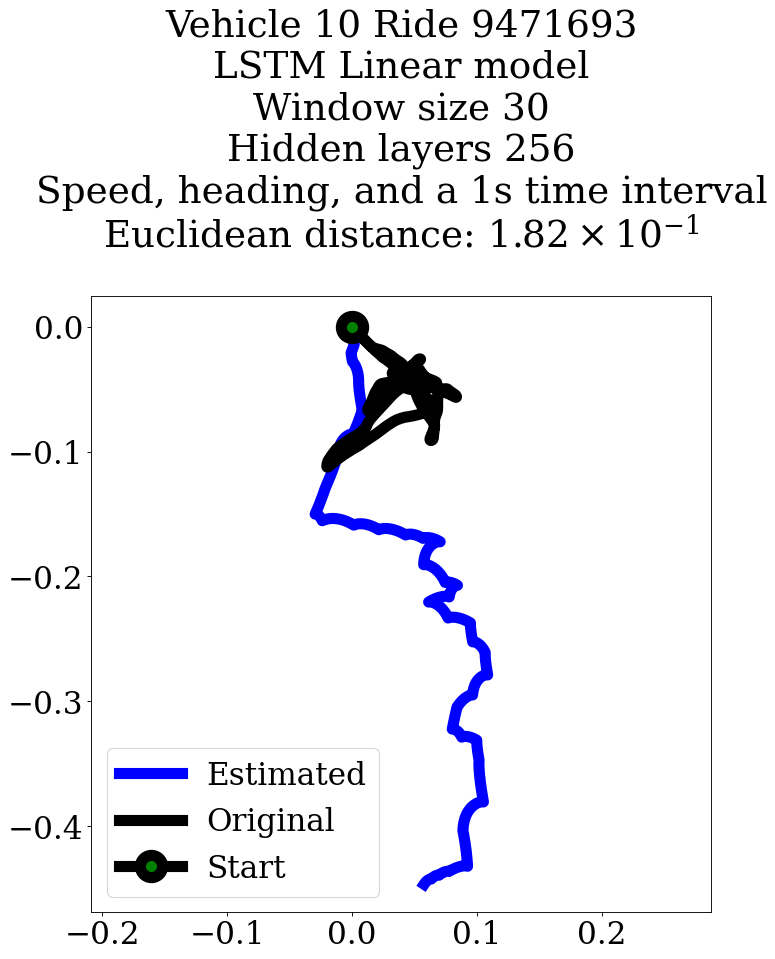 Vehicle 10 Ride 9471693
LSTM Linear model
Window size 30
Hidden layers 256
Speed, heading, and a 1s time interval
Euclidean distance: 1.82 × 10⁻¹
0.0
−0.1
−0.2
−0.3
−0.4
Estimated
Original
Start
−0.2 −0.1 0.0 0.1 0.2